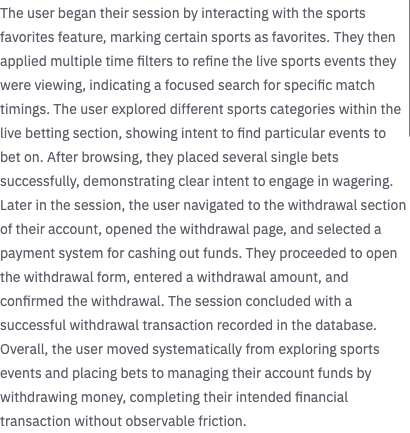 The user began their session by interacting with the sports
favorites feature, marking certain sports as favorites. They then
applied multiple time filters to refine the live sports events they
were viewing, indicating a focused search for specific match
timings. The user explored different sports categories within the
live betting section, showing intent to find particular events to
bet on. After browsing, they placed several single bets
successfully, demonstrating clear intent to engage in wagering.
Later in the session, the user navigated to the withdrawal section
of their account, opened the withdrawal page, and selected a
payment system for cashing out funds. They proceeded to open
the withdrawal form, entered a withdrawal amount, and
confirmed the withdrawal. The session concluded with a
successful withdrawal transaction recorded in the database.
Overall, the user moved systematically from exploring sports
events and placing bets to managing their account funds by
withdrawing money, completing their intended financial
transaction without observable friction.